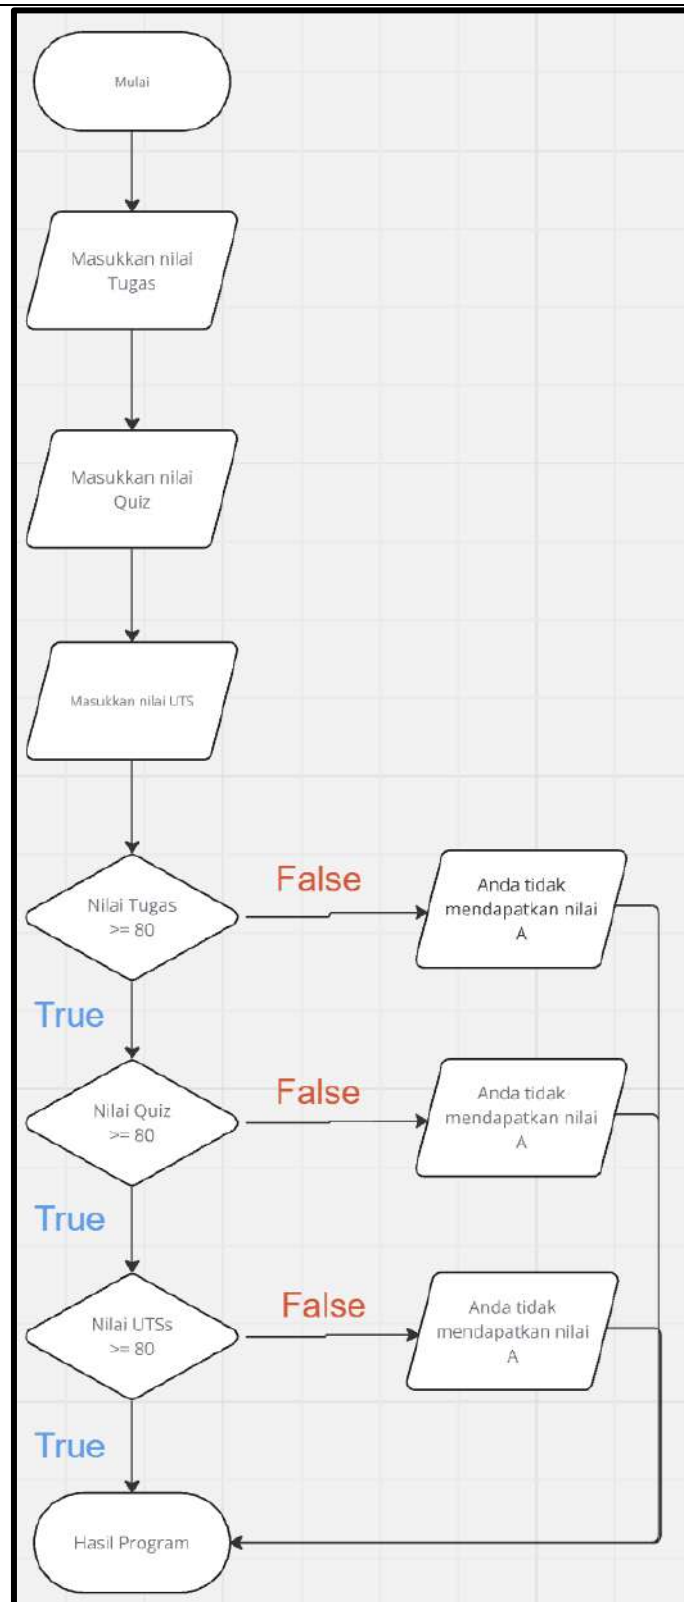 Mulai
Masukkan nilai
Tugas
Masukkan nilai
Quiz
Masukkan nilai UTS
Nilai Tugas
>= 80
False
Anda tidak
mendapatkan nilai
A
True
Nilai Quiz
>= 80
False
Anda tidak
mendapatkan nilai
A
True
Nilai UTSs
>= 80
False
Anda tidak
mendapatkan nilai
A
True
Hasil Program